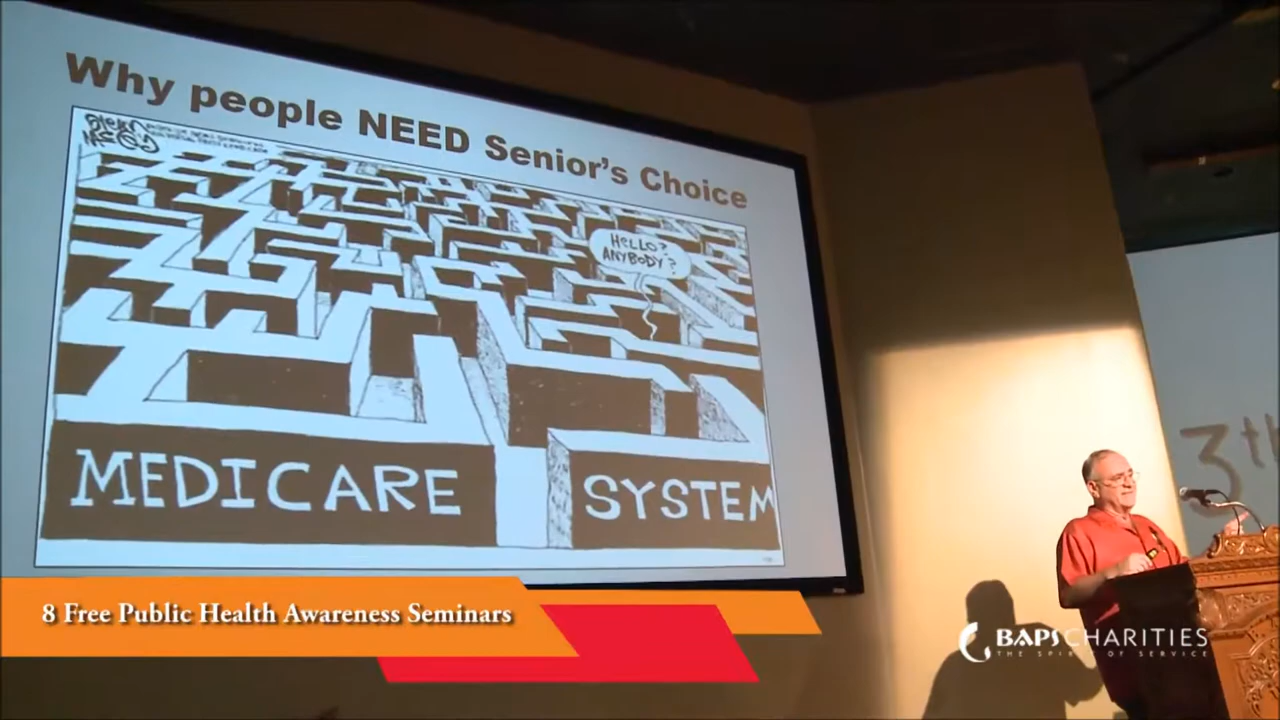 Why people NEED Senior's Choice
HELLO?
ANYBODY?
MEDICARE SYSTEM
3th
8 Free Public Health Awareness Seminars
BAPS CHARITIES
THE SPIRIT OF SERVICE